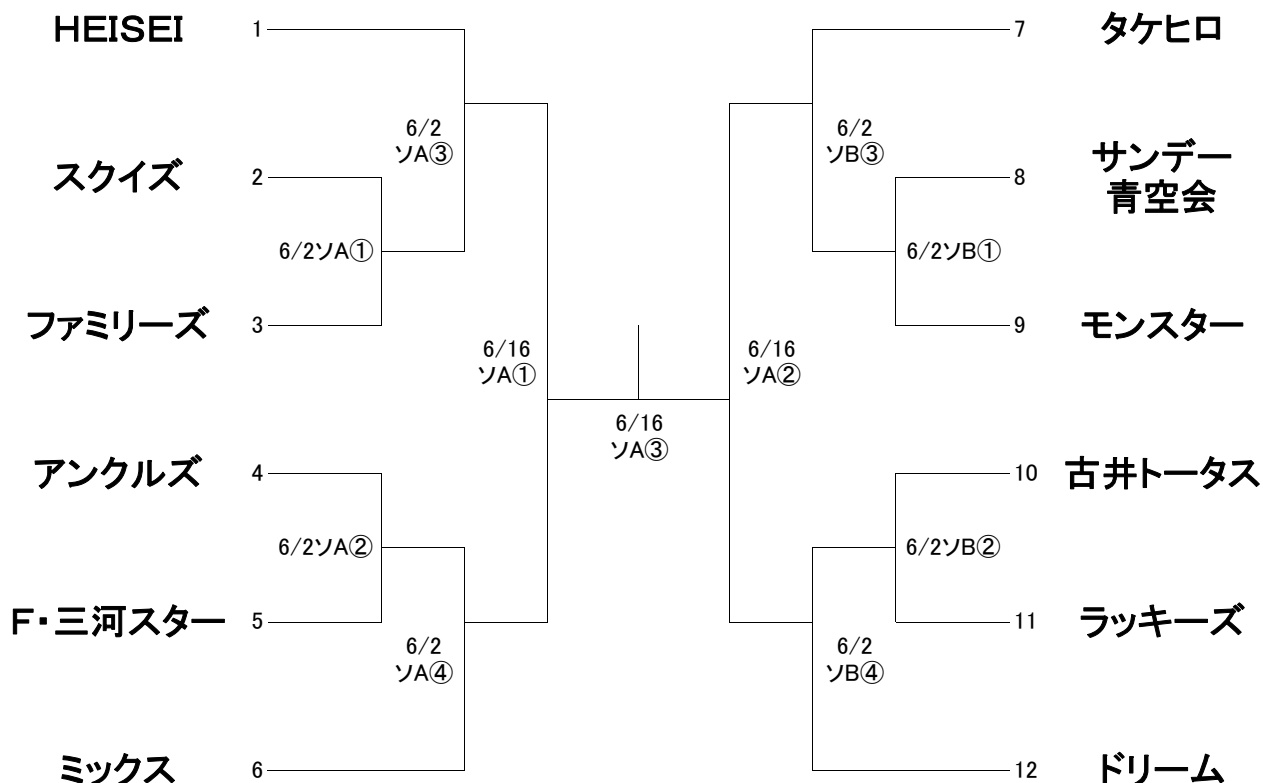 HEISEI 1
7 タケヒロ
6/2
ソA③
6/2
ソB③
スクイズ 2
8 サンデー
青空会
6/2ソA①
6/2ソB①
ファミリーズ 3
9 モンスター
6/16
ソA①
6/16
ソA②
6/16
ソA③
アンクルズ 4
10 古井トータス
6/2ソA②
6/2ソB②
F・三河スター 5
11 ラッキーズ
6/2
ソA④
6/2
ソB④
ミックス 6
12 ドリーム